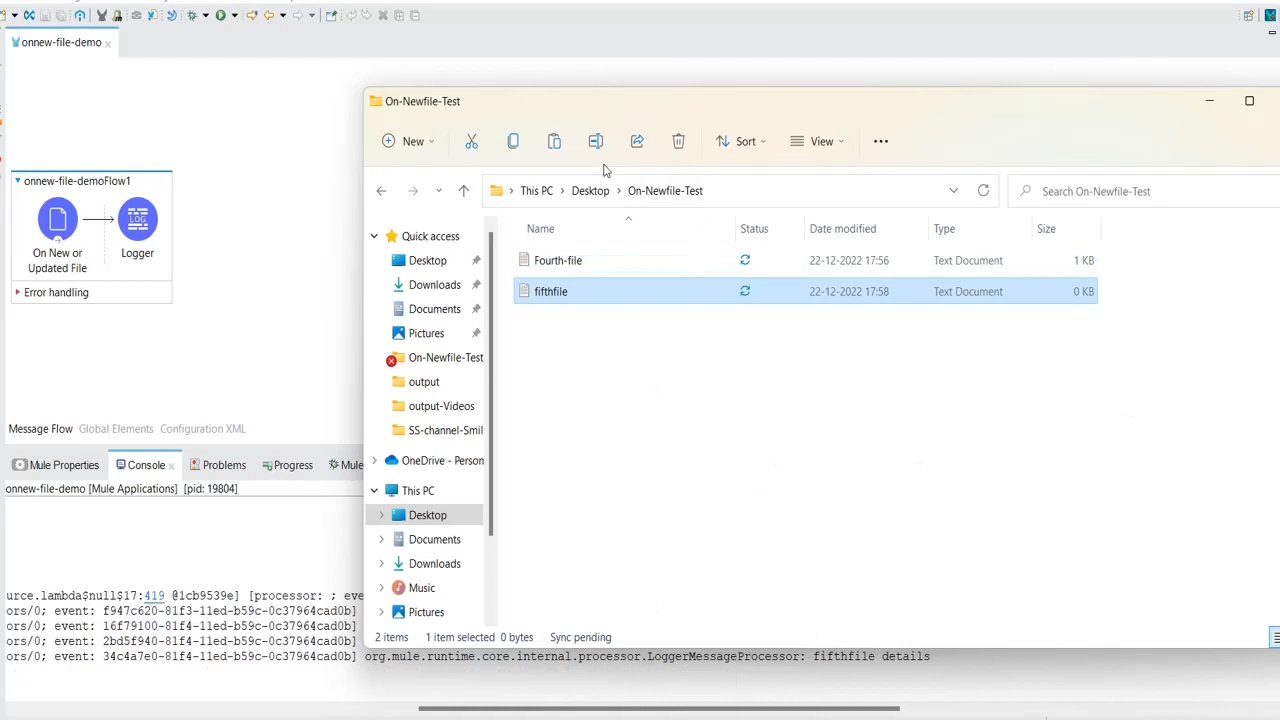 onnew-file-demo
On-Newfile-Test
New
Sort
View
This PC > Desktop > On-Newfile-Test
Search On-Newfile-Test
onnew-file-demoFlow1
LOG
On New or
Updated File
Logger
Error handling
Quick access
Desktop
Downloads
Documents
Pictures
On-Newfile-Test
output
output-Videos
SS-channel-Smil
OneDrive - Person
This PC
Desktop
Documents
Downloads
Music
Pictures
Name Status Date modified Type Size
Fourth-file 22-12-2022 17:56 Text Document 1 KB
fifthfile 22-12-2022 17:58 Text Document 0 KB
2 items 1 item selected 0 bytes Sync pending
Message Flow Global Elements Configuration XML
Mule Properties Console Problems Progress Mule
onnew-file-demo [Mule Applications] [pid: 19804]
urce.lambda$null$17:419 @1cb9539e] [processor: ; eve
ors/0; event: f947c620-81f3-11ed-b59c-0c37964cad0b]
ors/0; event: 16f79100-81f4-11ed-b59c-0c37964cad0b]
ors/0; event: 2bd5f940-81f4-11ed-b59c-0c37964cad0b]
ors/0; event: 34c4a7e0-81f4-11ed-b59c-0c37964cad0b] org.mule.runtime.core.internal.processor.LoggerMessageProcessor: fifthfile details